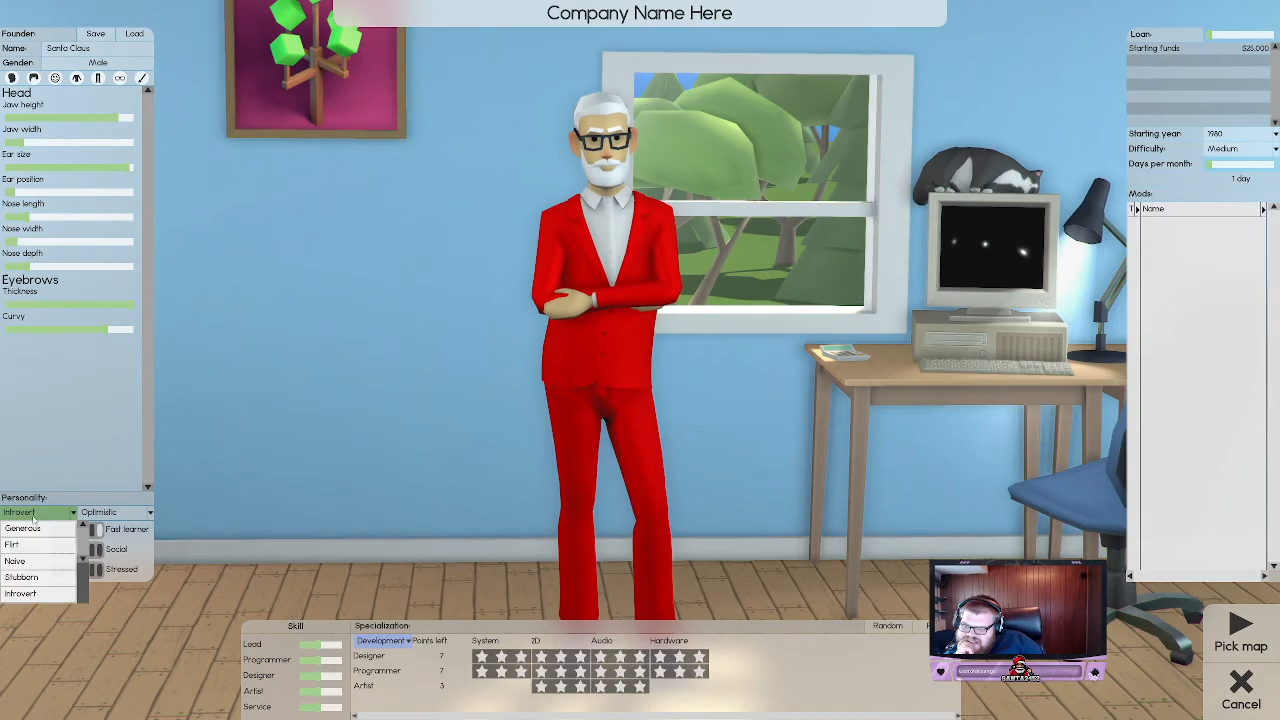 Company Name Here
Founder:
Save
Load
Name:
Santa Claus
Gender:
Male
Head
Jaw height
Jaw width
Ear size
Ear position
Nose length
Nose width
Nose depth
Eyebrows
Thickness
Curvy
Personality:
Introvert
Optimistic
Generous
Flirt
Naive
Stubborn
Introvert
Fast learner
Social
Stressed
Skill
Lead
Programmer
Designer
Artist
Service
Specialization:
Random
Development
Points left
System
2D
Audio
Hardware
Designer 7
Programmer 7
Artist 3
Loan:
Starting funds $25,000
Starting year 1980
Difficulty: Medium
Days per month:
1 day
Mods:
Name
SANTA2452
Pick map
Cancel